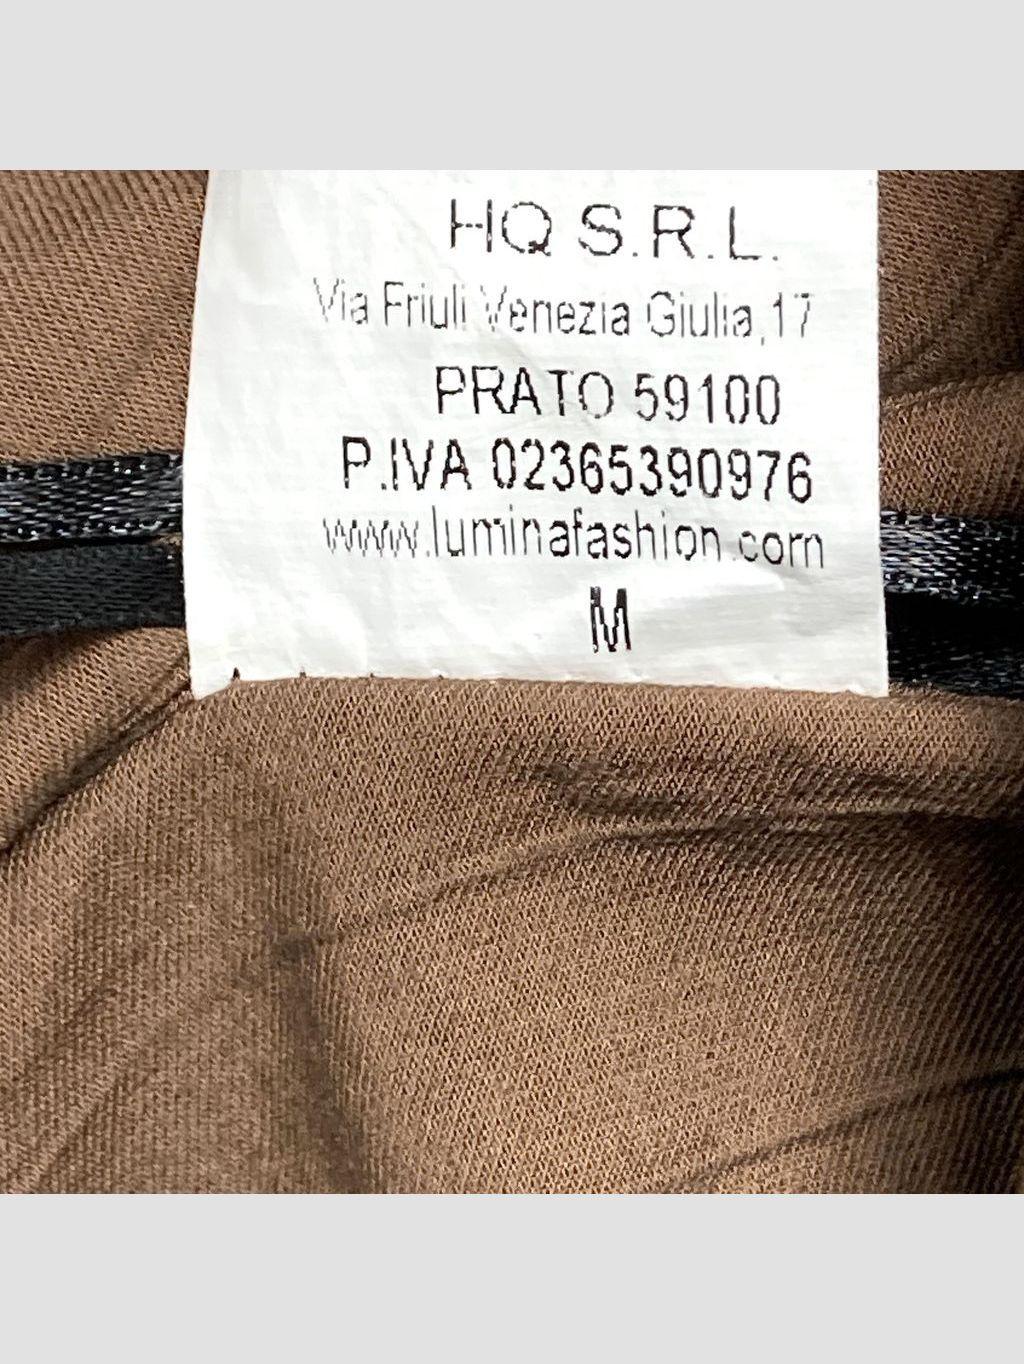 HQ S.R.L.
Via Friuli Venezia Giulia,17
PRATO 59100
P.IVA 02365390976
www.luminafashion.com
M